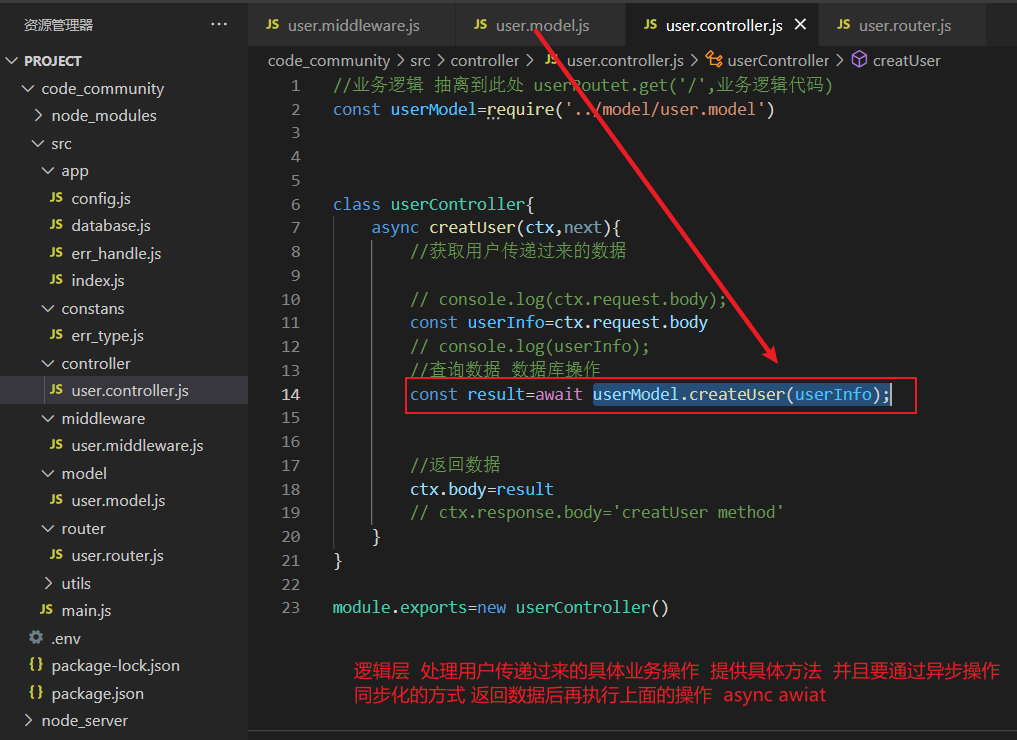 资源管理器 ···
PROJECT
code_community
node_modules
src
app
JS config.js
JS database.js
JS err_handle.js
JS index.js
constans
JS err_type.js
controller
JS user.controller.js
middleware
JS user.middleware.js
model
JS user.model.js
router
JS user.router.js
utils
JS main.js
.env
{} package-lock.json
{} package.json
node_server
JS user.middleware.js JS user.model.js JS user.controller.js JS user.router.js
code_community > src > controller > JS user.controller.js > userController > creatUser
1 //业务逻辑 抽离到此处 userRoutet.get('/',业务逻辑代码)
2 const userModel=require('../model/user.model')
3
4
5
6 class userController{
7 async creatUser(ctx,next){
8 //获取用户传递过来的数据
9
10 // console.log(ctx.request.body);
11 const userInfo=ctx.request.body
12 // console.log(userInfo);
13 //查询数据 数据库操作
14 const result=await userModel.createUser(userInfo);
15
16
17 //返回数据
18 ctx.body=result
19 // ctx.response.body='creatUser method'
20 }
21 }
22
23 module.exports=new userController()
逻辑层 处理用户传递过来的具体业务操作 提供具体方法 并且要通过异步操作
同步化的方式 返回数据后再执行上面的操作 async awiat